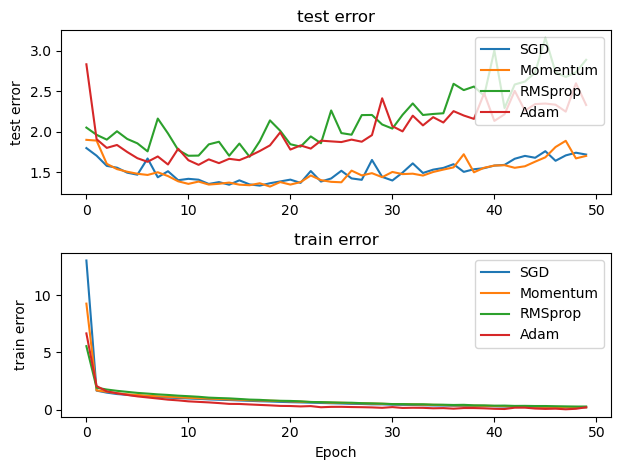 test error
test error
3.0
2.5
2.0
1.5
0 10 20 30 40 50
SGD
Momentum
RMSprop
Adam
train error
train error
10
5
0
0 10 20 30 40 50
SGD
Momentum
RMSprop
Adam
Epoch